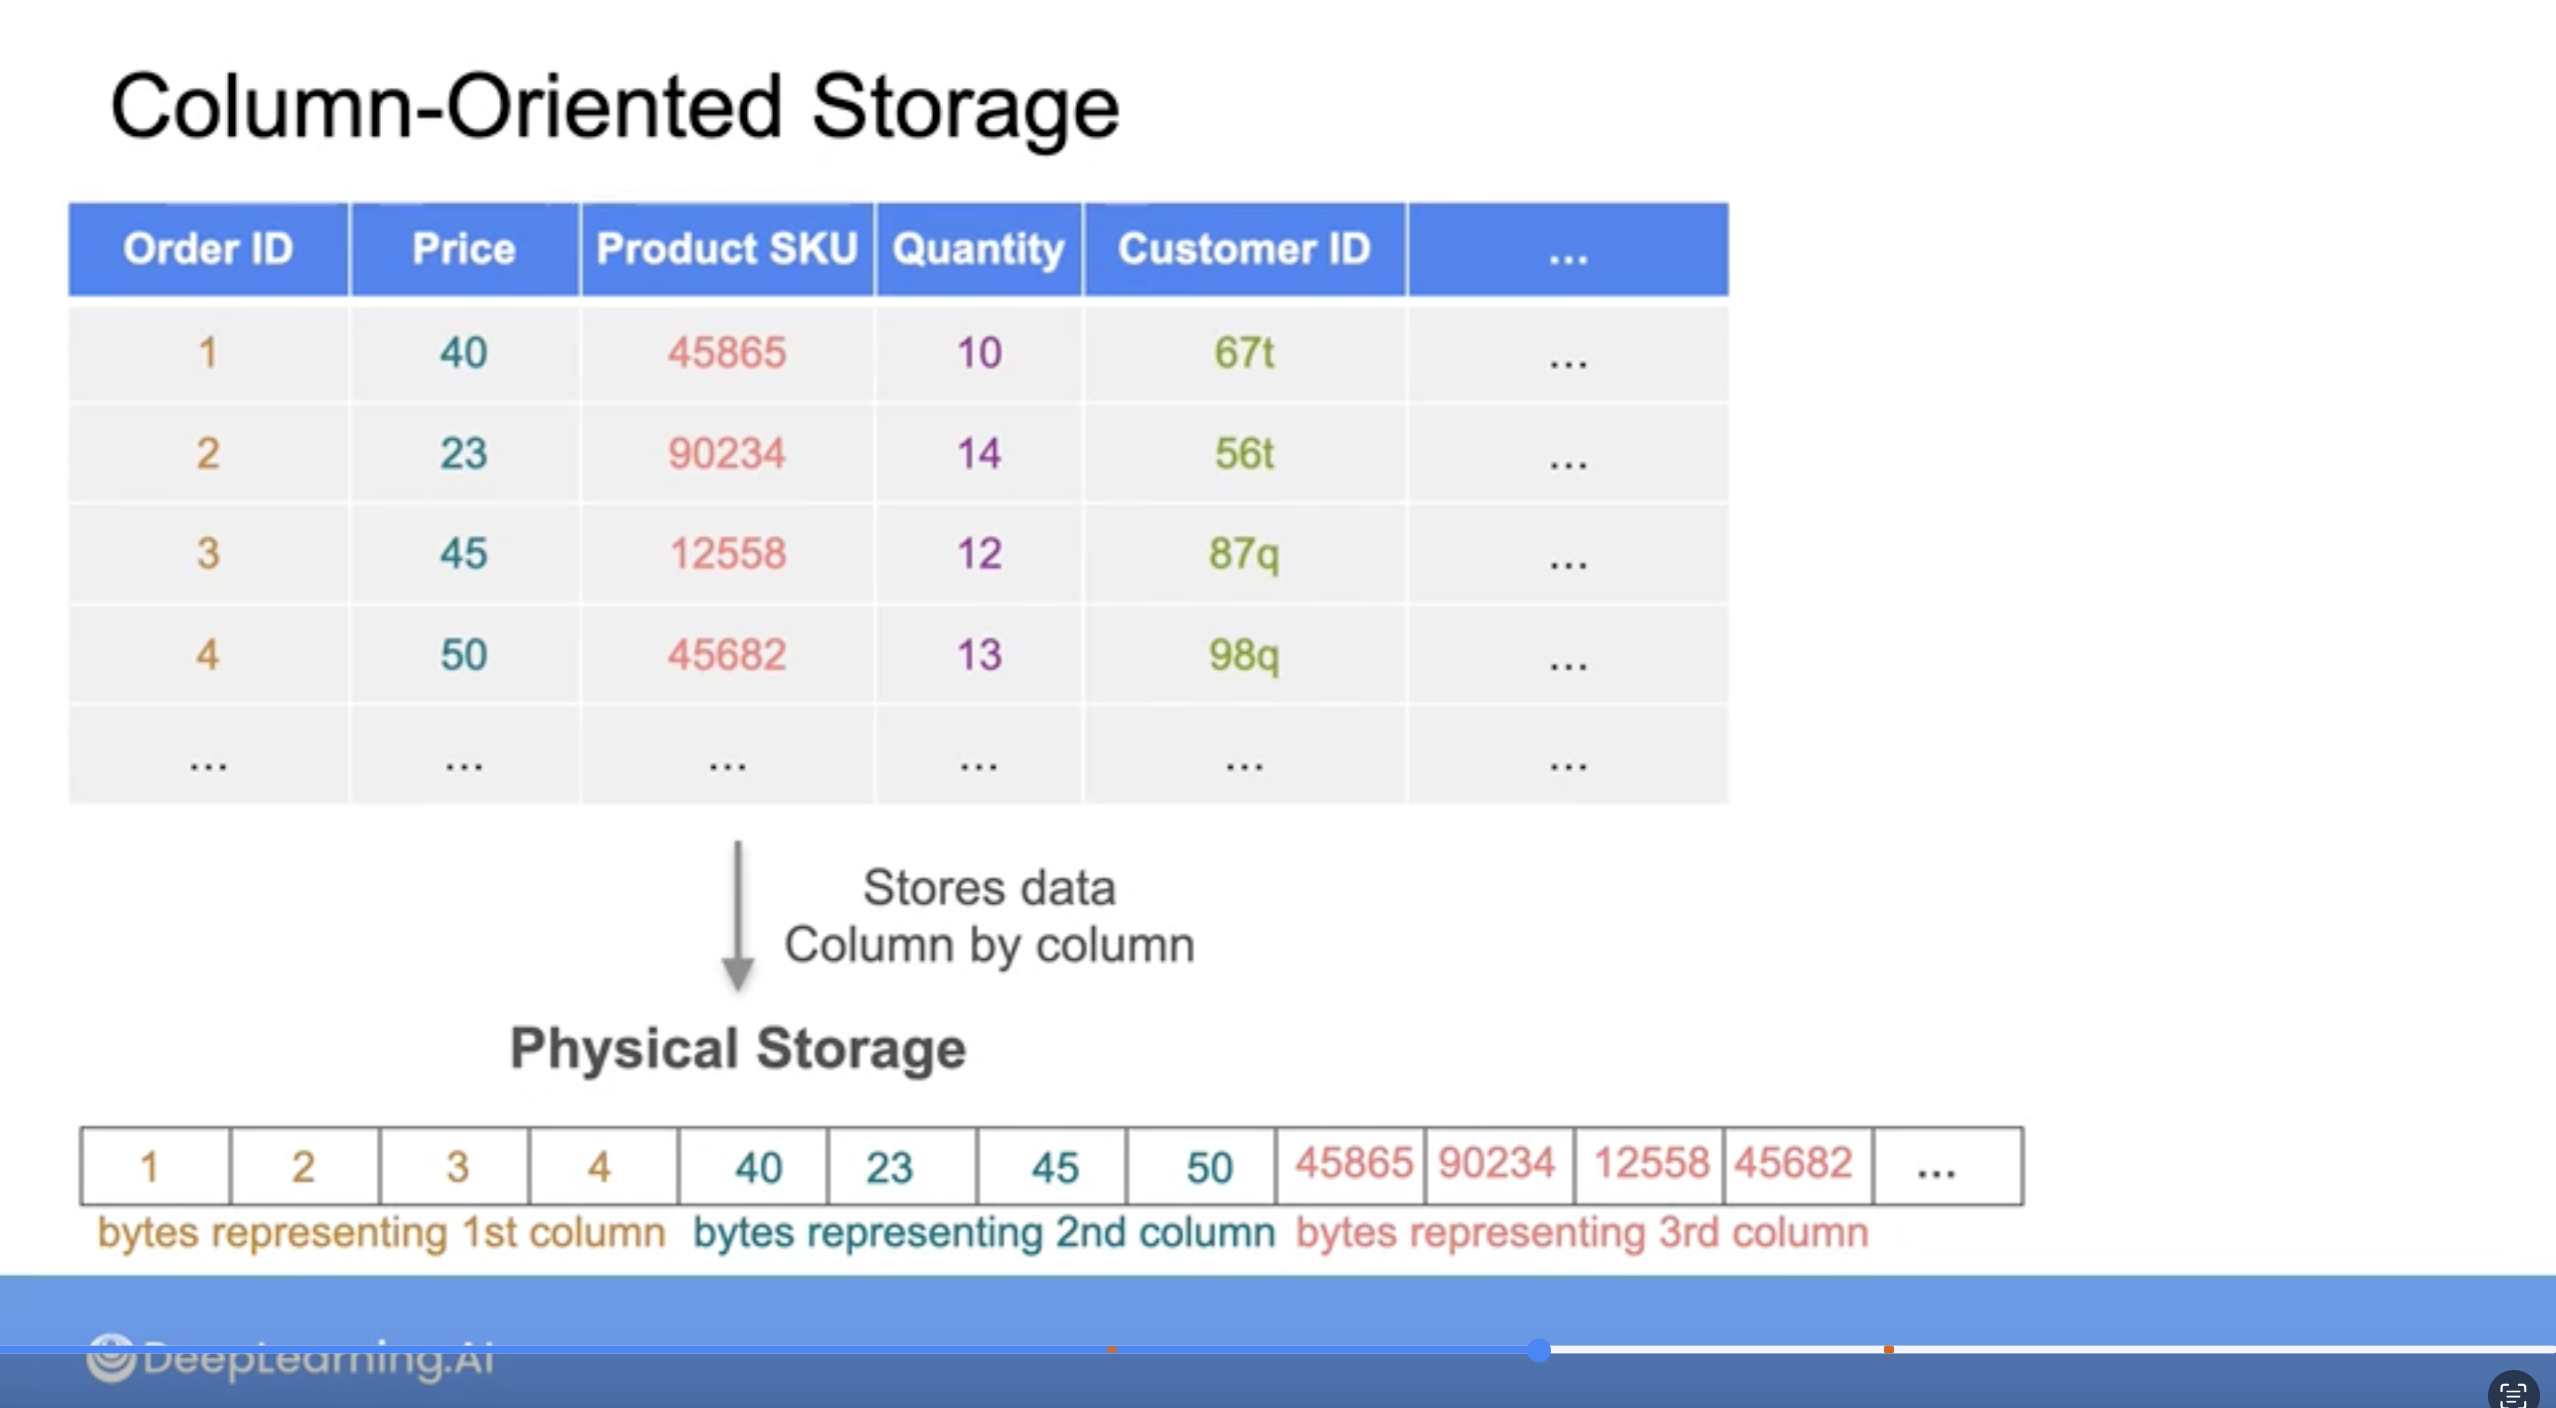 Column-Oriented Storage
Order ID Price Product SKU Quantity Customer ID ...
1 40 45865 10 67t ...
2 23 90234 14 56t ...
3 45 12558 12 87q ...
4 50 45682 13 98q ...
... ... ... ... ... ...
Stores data
Column by column
Physical Storage
1 2 3 4 40 23 45 50 45865 90234 12558 45682 ...
bytes representing 1st column bytes representing 2nd column bytes representing 3rd column
DeepLearning.AI